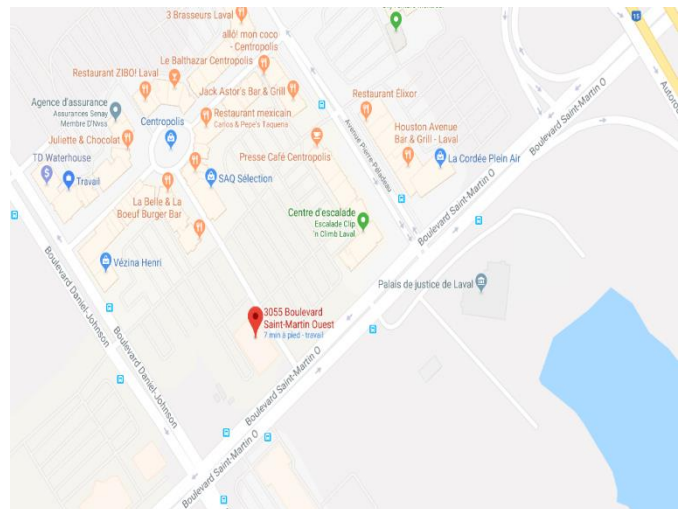 3 Brasseurs Laval
allô! mon coco
- Centropolis
Le Balthazar Centropolis
Restaurant ZIBO! Laval
Jack Astor's Bar & Grill
Agence d'assurance
Assurances Senay
Membre D'Nvss
Centropolis
Restaurant mexicain
Carlos & Pepe's Taqueria
Juliette & Chocolat
TD Waterhouse
Travail
Presse Café Centropolis
SAQ Sélection
La Belle & La
Boeuf Burger Bar
Restaurant Elixor
Houston Avenue
Bar & Grill - Laval
La Cordée Plein Air
Avenue Pierre Péladeau
Centre d'escalade
Escalade Clip
'n Climb Laval
Vézina Henri
3055 Boulevard
Saint-Martin Ouest
7 min à pied - travail
Palais de justice de Laval
Boulevard Daniel-Johnson
Boulevard Daniel-Johnson
Boulevard Saint-Martin O
Boulevard Saint-Martin O
Boulevard Saint-Martin O
Boulevard Saint-Martin O
Boulevard Saint-Martin O
15